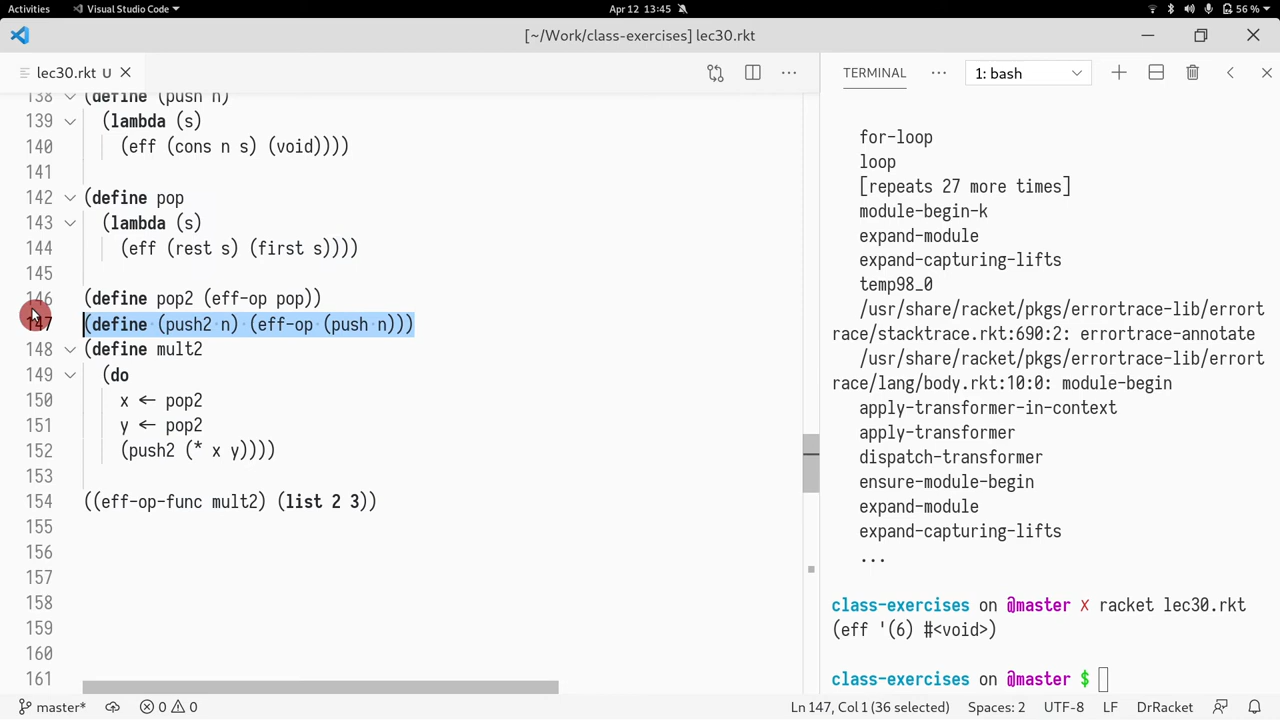 Activities Visual Studio Code Apr 12 13:45 56 %
[~/Work/class-exercises] lec30.rkt
lec30.rkt U
TERMINAL 1: bash
138 (define (push n)
139 (lambda (s)
140 (eff (cons n s) (void))))
141
142 (define pop
143 (lambda (s)
144 (eff (rest s) (first s))))
145
146 (define pop2 (eff-op pop))
147 (define (push2 n) (eff-op (push n)))
148 (define mult2
149 (do
150 x ← pop2
151 y ← pop2
152 (push2 (* x y))))
153
154 ((eff-op-func mult2) (list 2 3))
155
156
157
158
159
160
161
for-loop
loop
[repeats 27 more times]
module-begin-k
expand-module
expand-capturing-lifts
temp98_0
/usr/share/racket/pkgs/errortrace-lib/error
race/stacktrace.rkt:690:2: errortrace-annotate
/usr/share/racket/pkgs/errortrace-lib/errort
race/lang/body.rkt:10:0: module-begin
apply-transformer-in-context
apply-transformer
dispatch-transformer
ensure-module-begin
expand-module
expand-capturing-lifts
...
class-exercises on @master X racket lec30.rkt
(eff '(6) #<void>)
class-exercises on @master $
master* 0 0 Ln 147, Col 1 (36 selected) Spaces: 2 UTF-8 LF DrRacket